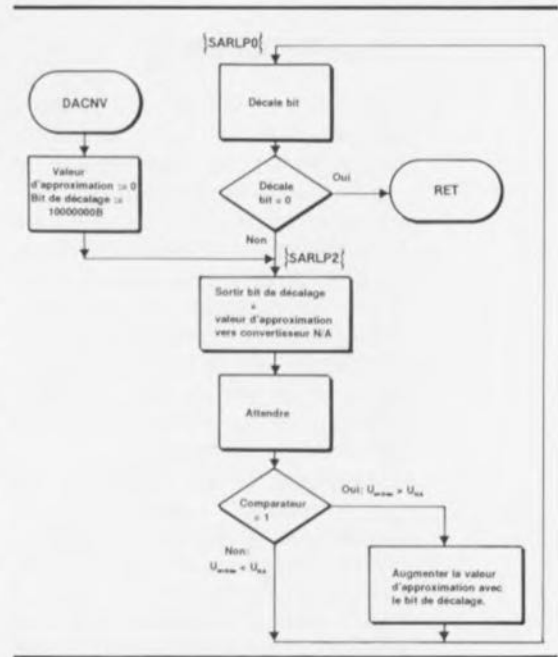 }SARLP0{
DACNV
Décale bit
Valeur
d'approximation := 0
Bit de décalage :=
10000000B
Décale
bit = 0
Oui
RET
Non
}SARLP2{
Sortir bit de décalage
+
valeur d'approximation
vers convertisseur N/A
Attendre
Comparateur
= 1
Oui: U
Non:
U
Augmenter la valeur
d'approximation avec
le bit de décalage.